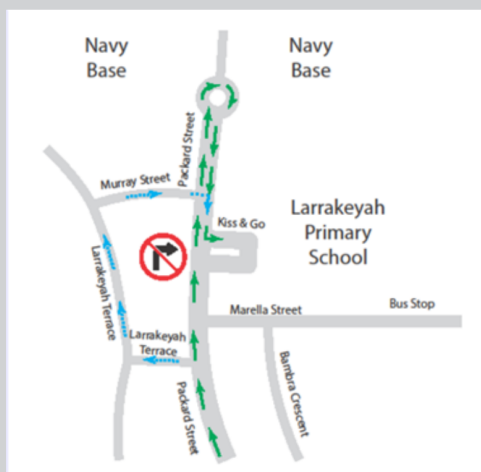 Navy
Base
Navy
Base
Packard Street
Murray Street
Kiss & Go
Larrakeyah
Primary
School
Larrakeyah Terrace
Marella Street
Bus Stop
Larrakeyah
Terrace
Packard Street
Bambra Crescent